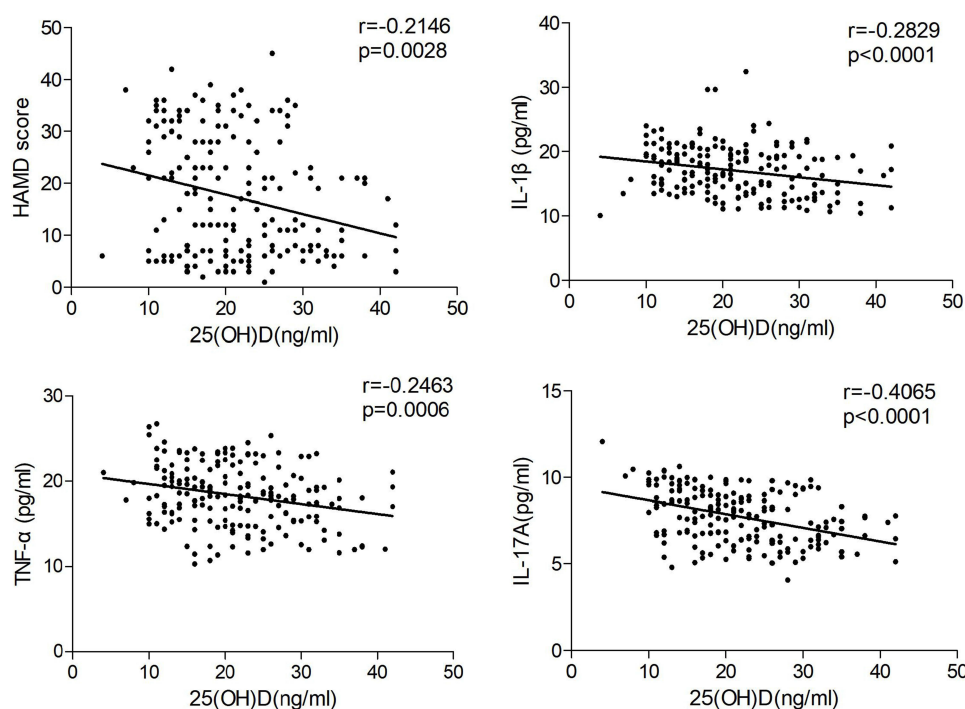 r=-0.2146
p=0.0028
HAMD score
50
40
30
20
10
0
0 10 20 30 40 50
25(OH)D(ng/ml)
r=-0.2829
p<0.0001
IL-1β (pg/ml)
40
30
20
10
0
0 10 20 30 40 50
25(OH)D(ng/ml)
r=-0.2463
p=0.0006
TNF-α (pg/ml)
30
20
10
0
0 10 20 30 40 50
25(OH)D(ng/ml)
r=-0.4065
p<0.0001
IL-17A(pg/ml)
15
10
5
0
0 10 20 30 40 50
25(OH)D(ng/ml)